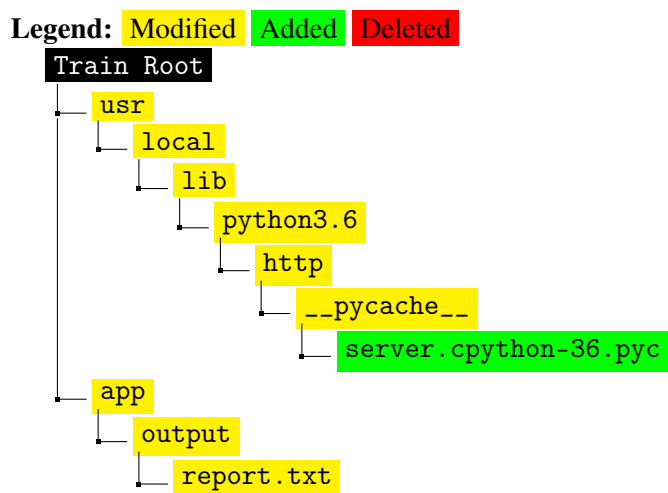 Legend: Modified Added Deleted
Train Root
usr
local
lib
python3.6
http
__pycache__
server.cpython-36.pyc
app
output
report.txt